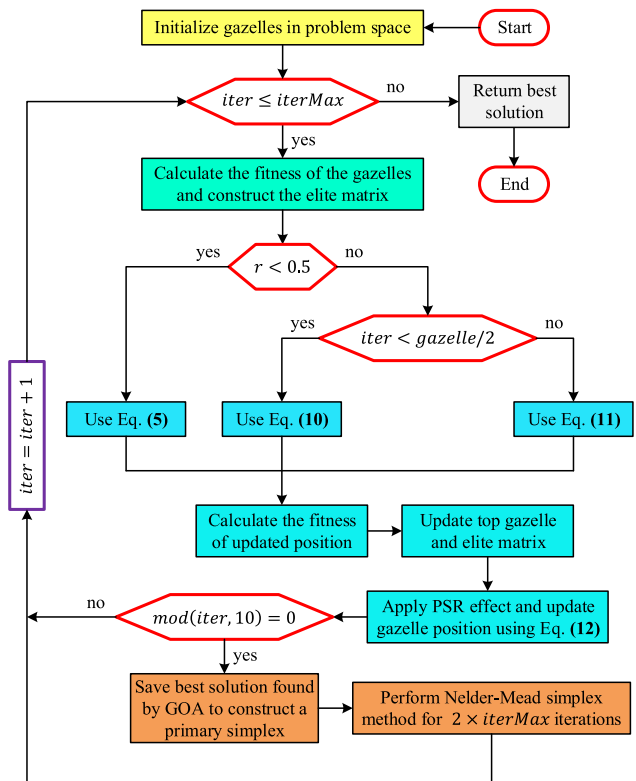 Initialize gazelles in problem space
Start
iter ≤ iterMax
no
Return best
solution
yes
End
Calculate the fitness of the gazelles
and construct the elite matrix
yes
r < 0.5
no
yes
iter < gazelle/2
no
iter = iter + 1
Use Eq. (5)
Use Eq. (10)
Use Eq. (11)
Calculate the fitness
of updated position
Update top gazelle
and elite matrix
no
mod(iter, 10) = 0
Apply PSR effect and update
gazelle position using Eq. (12)
yes
Save best solution found
by GOA to construct a
primary simplex
Perform Nelder-Mead simplex
method for 2 × iterMax iterations